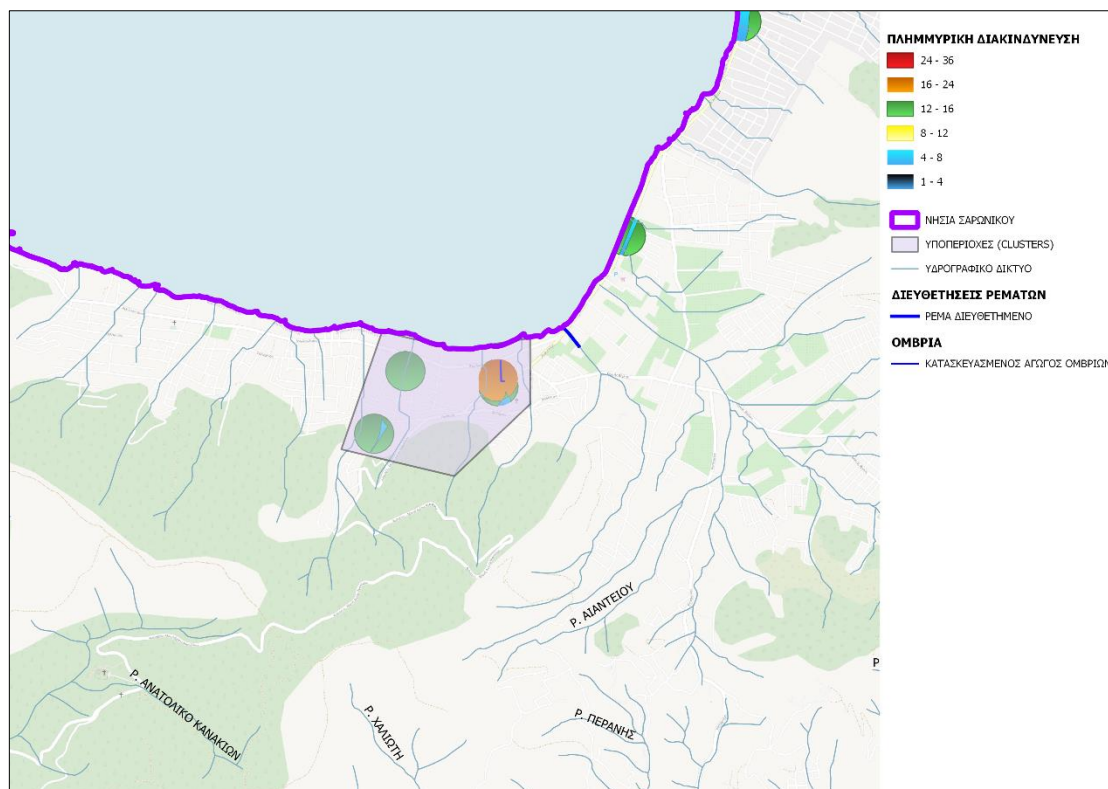 ΠΛΗΜΜΥΡΙΚΗ ΔΙΑΚΙΝΔΥΝΕΥΣΗ
24 - 36
16 - 24
12 - 16
8 - 12
4 - 8
1 - 4
ΝΗΣΙΑ ΣΑΡΩΝΙΚΟΥ
ΥΠΟΠΕΡΙΟΧΕΣ (CLUSTERS)
ΥΔΡΟΓΡΑΦΙΚΟ ΔΙΚΤΥΟ
ΔΙΕΥΘΕΤΗΣΕΙΣ ΡΕΜΑΤΩΝ
ΡΕΜΑ ΔΙΕΥΘΕΤΗΜΕΝΟ
ΟΜΒΡΙΑ
ΚΑΤΑΣΚΕΥΑΣΜΕΝΟΣ ΑΓΩΓΟΣ ΟΜΒΡΙΩΝ
Ρ. ΑΙΑΝΤΕΙΟΥ
Ρ. ΑΝΑΤΟΛΙΚΟ ΚΑΝΑΚΙΩΝ
Ρ. ΧΑΛΙΩΤΗ
Ρ. ΠΕΡΑΝΗΣ
Ρ